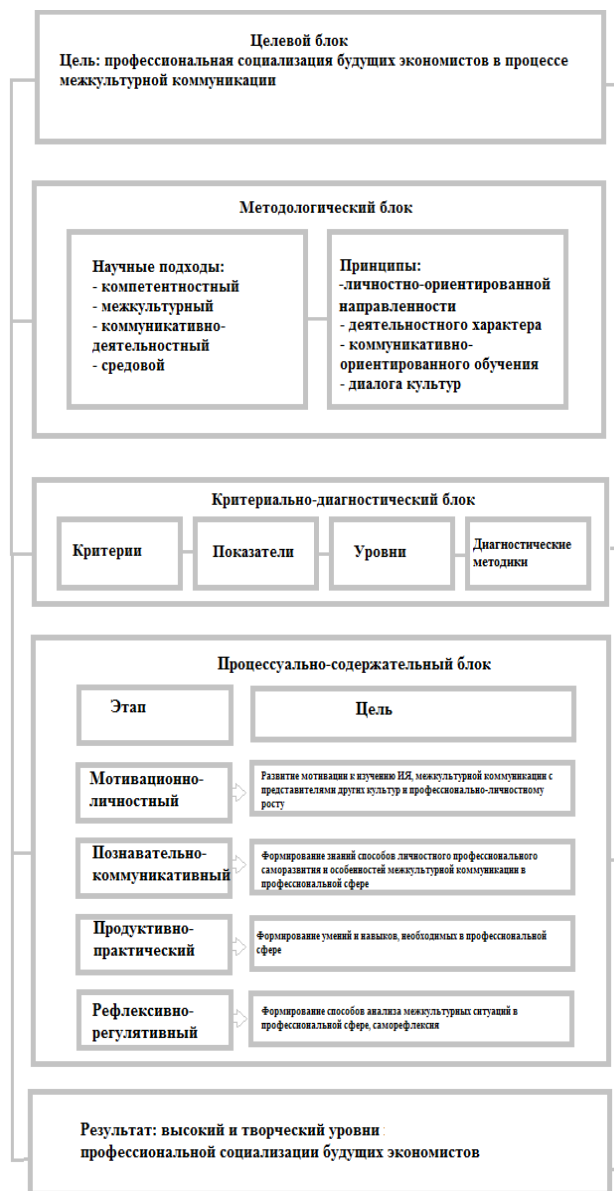 Целевой блок
Цель: профессиональная социализация будущих экономистов в процессе
межкультурной коммуникации
Методологический блок
Научные подходы:
- компетентностный
- межкультурный
- коммуникативно-
деятельностный
- средовой
Принципы:
-личностно-ориентированной
направленности
- деятельностного характера
- коммуникативно-
ориентированного обучения
- диалога культур
Критериально-диагностический блок
Критерии
Показатели
Уровни
Диагностические
методики
Процессуально-содержательный блок
Этап
Цель
Мотивационно-
личностный
Развитие мотивации к изучению ИЯ, межкультурной коммуникации с
представителями других культур и профессионально-личностному
росту
Познавательно-
коммуникативный
Формирование знаний способов личностного профессионального
саморазвития и особенностей межкультурной коммуникации в
профессиональной сфере
Продуктивно-
практический
Формирование умений и навыков, необходимых в профессиональной
сфере
Рефлексивно-
регулятивный
Формирование способов анализа межкультурных ситуаций в
профессиональной сфере, саморефлексия
Результат: высокий и творческий уровни
профессиональной социализации будущих экономистов